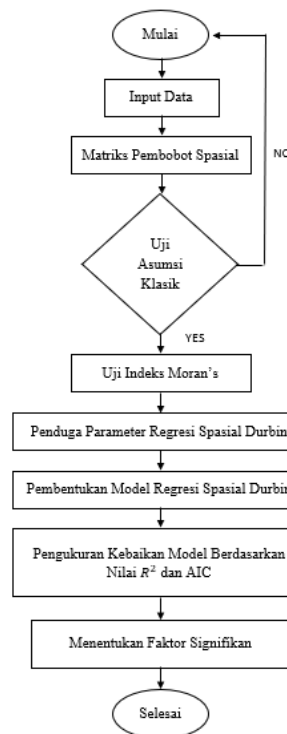 Mulai
Input Data
Matriks Pembobot Spasial
NO
Uji
Asumsi
Klasik
YES
Uji Indeks Moran's
Penduga Parameter Regresi Spasial Durbin
Pembentukan Model Regresi Spasial Durbin
Pengukuran Kebaikan Model Berdasarkan
Nilai R² dan AIC
Menentukan Faktor Signifikan
Selesai